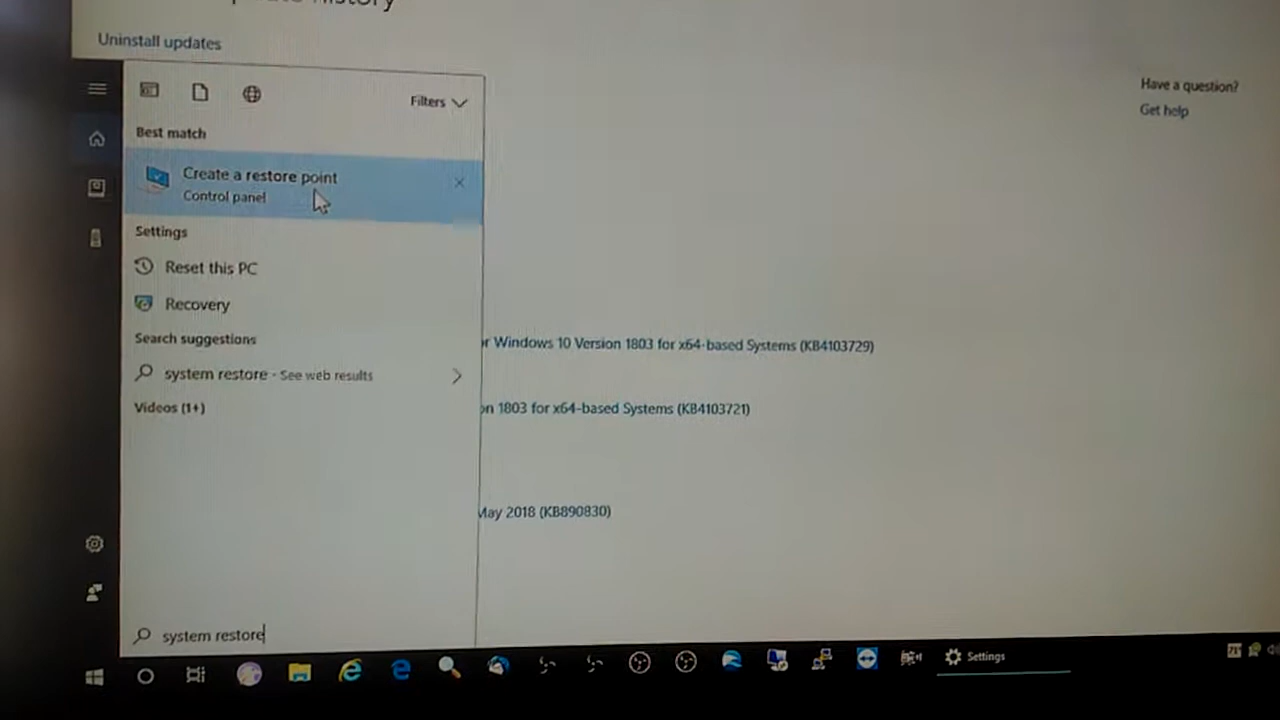 Uninstall updates
Have a question?
Get help
Filters
Best match
Create a restore point
Control panel
Settings
Reset this PC
Recovery
Search suggestions
system restore - See web results
Videos (1+)
Windows 10 Version 1803 for x64-based Systems (KB4103729)
1803 for x64-based Systems (KB4103721)
May 2018 (KB890830)
system restore
Settings